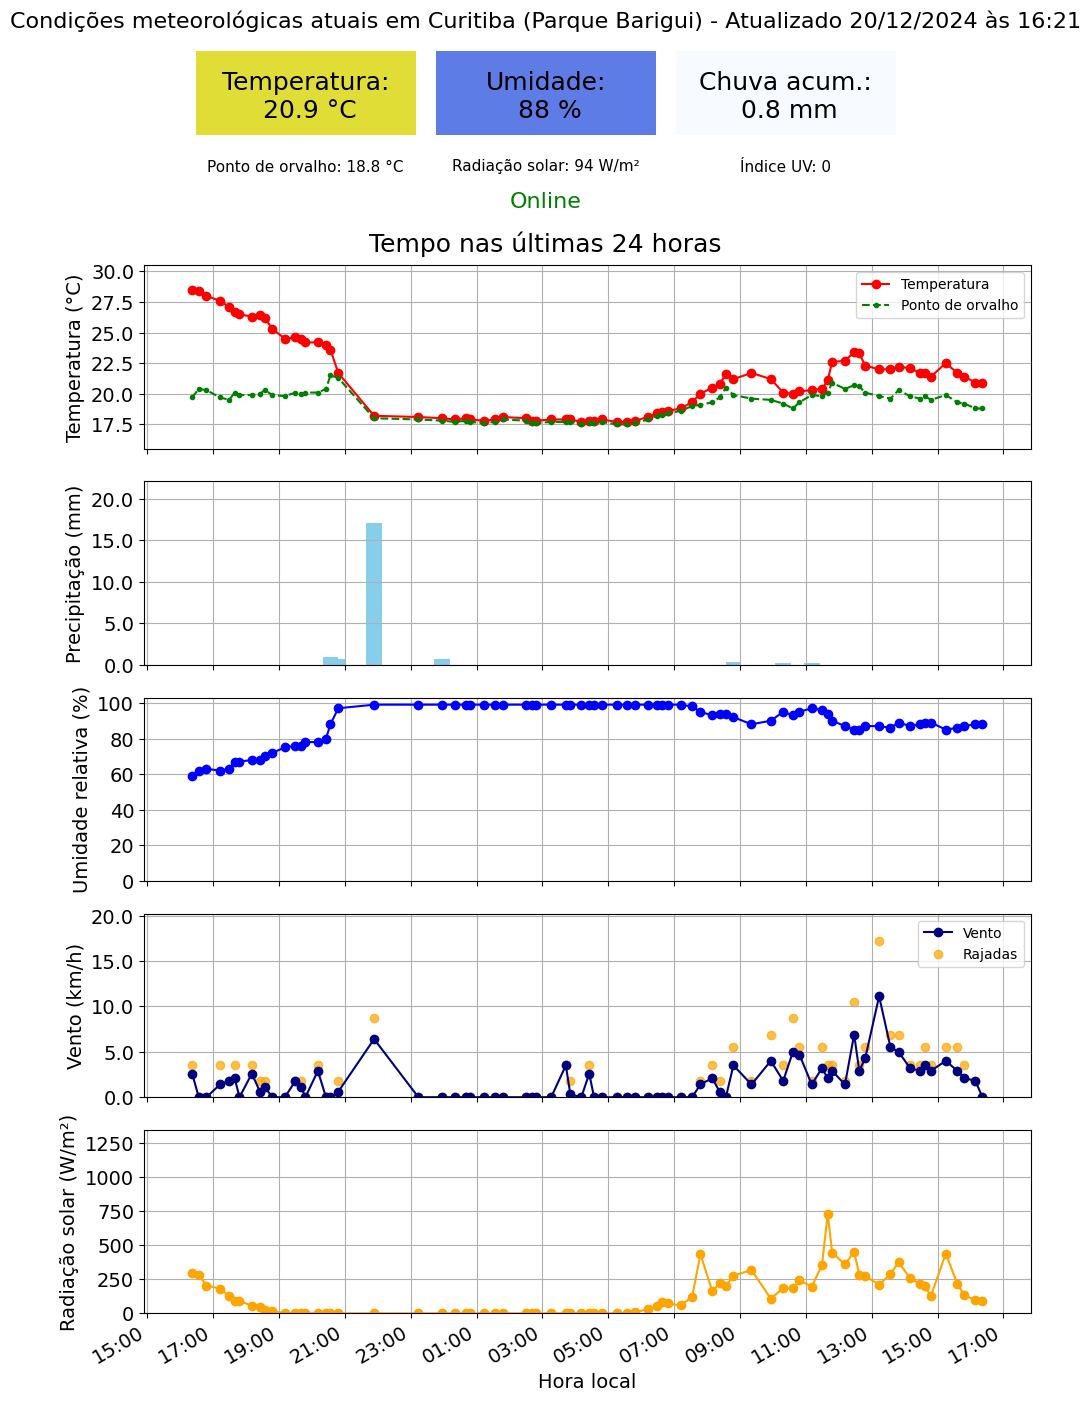 Condições meteorológicas atuais em Curitiba (Parque Barigui) - Atualizado 20/12/2024 às 16:21
Temperatura:
20.9 °C
Umidade:
88 %
Chuva acum.:
0.8 mm
Ponto de orvalho: 18.8 °C
Radiação solar: 94 W/m²
Índice UV: 0
Online
Tempo nas últimas 24 horas
Temperatura (°C)
30.0
27.5
25.0
22.5
20.0
17.5
Temperatura
Ponto de orvalho
Precipitação (mm)
20.0
15.0
10.0
5.0
0.0
Umidade relativa (%)
100
80
60
40
20
0
Vento (km/h)
20.0
15.0
10.0
5.0
0.0
Vento
Rajadas
Radiação solar (W/m²)
1250
1000
750
500
250
0
15:00
17:00
19:00
21:00
23:00
01:00
03:00
05:00
07:00
09:00
11:00
13:00
15:00
17:00
Hora local